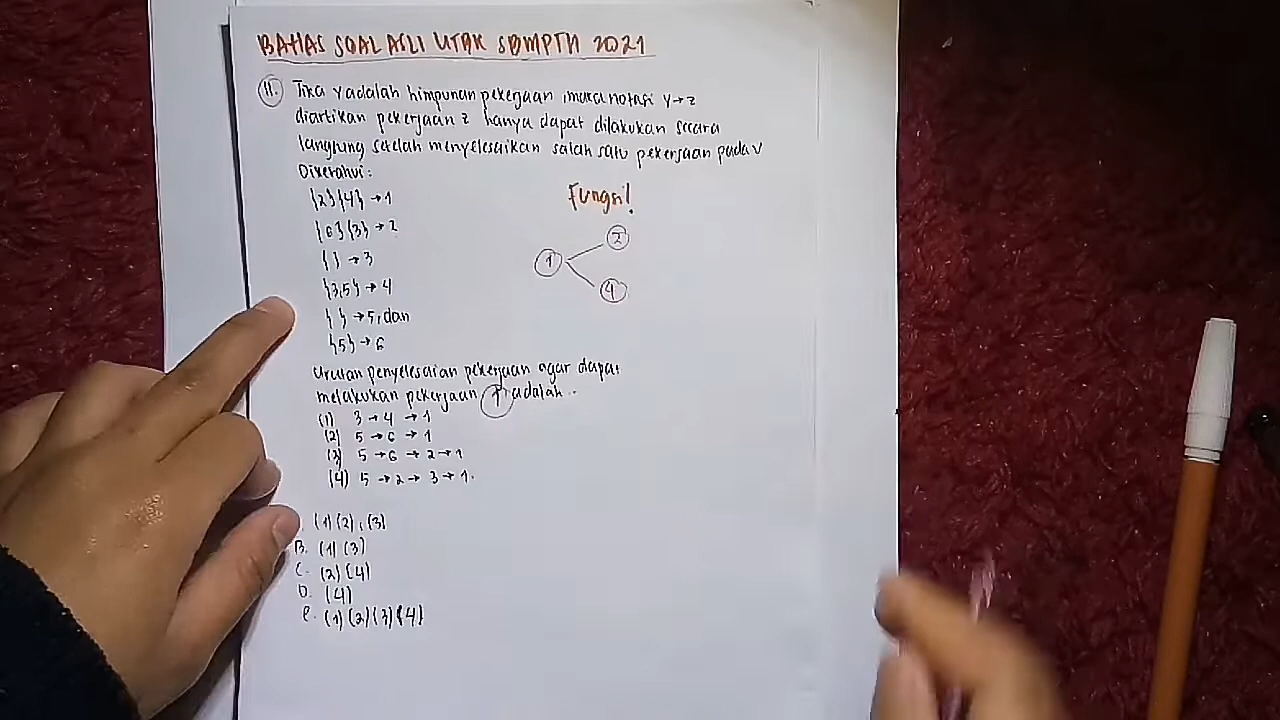 BAHAS SOAL ASLI UTBK SBMPTN 2021
11. Jika Y adalah himpunan pekerjaan , maka notasi Y→z
diartikan pekerjaan z hanya dapat dilakukan secara
langsung setelah menyelesaikan salah satu pekerjaan pada Y
Diketahui :
{2}{4} → 1
{6}{3} → 2
{ } → 3
{3,5} → 4
{ } → 5, dan
{5} → 6
Fungsi!
2
1
4
Urutan penyelesaian pekerjaan agar dapat
melakukan pekerjaan 1 adalah..
(1) 3 → 4 → 1
(2) 5 → 6 → 1
(3) 5 → 6 → 2 → 1
(4) 5 → 2 → 3 → 1.
(1) (2) , (3)
B. (1) (3)
C. (2) (4)
D. (4)
E. (1) (2) (3) (4)